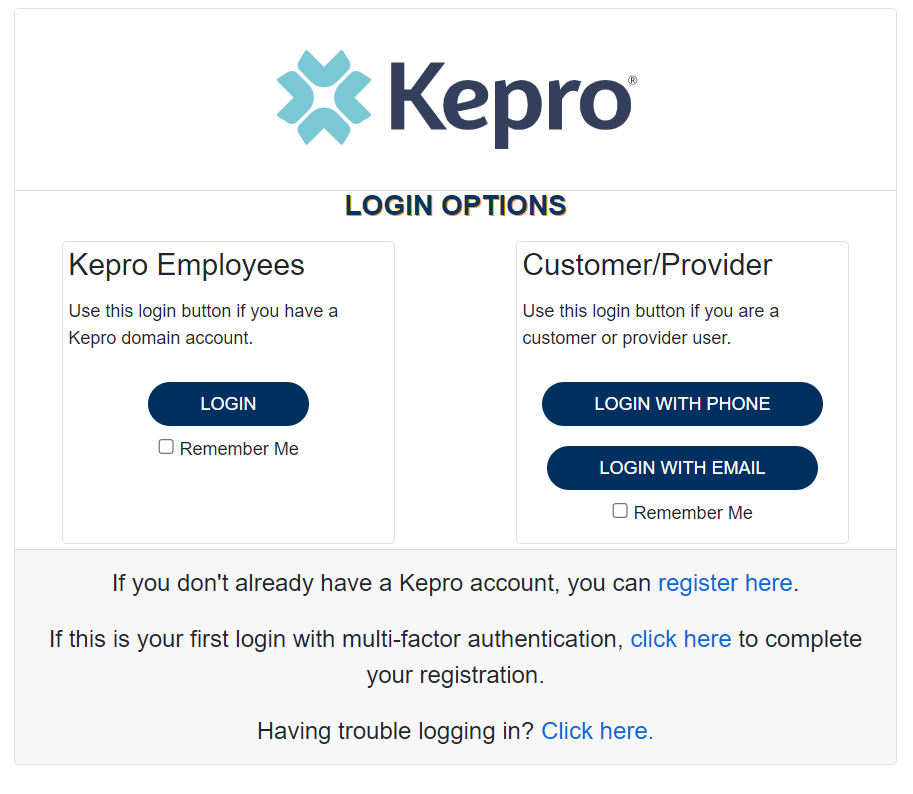 Kepro®
LOGIN OPTIONS
Kepro Employees
Use this login button if you have a
Kepro domain account.
LOGIN
Remember Me
Customer/Provider
Use this login button if you are a
customer or provider user.
LOGIN WITH PHONE
LOGIN WITH EMAIL
Remember Me
If you don't already have a Kepro account, you can register here.
If this is your first login with multi-factor authentication, click here to complete
your registration.
Having trouble logging in? Click here.